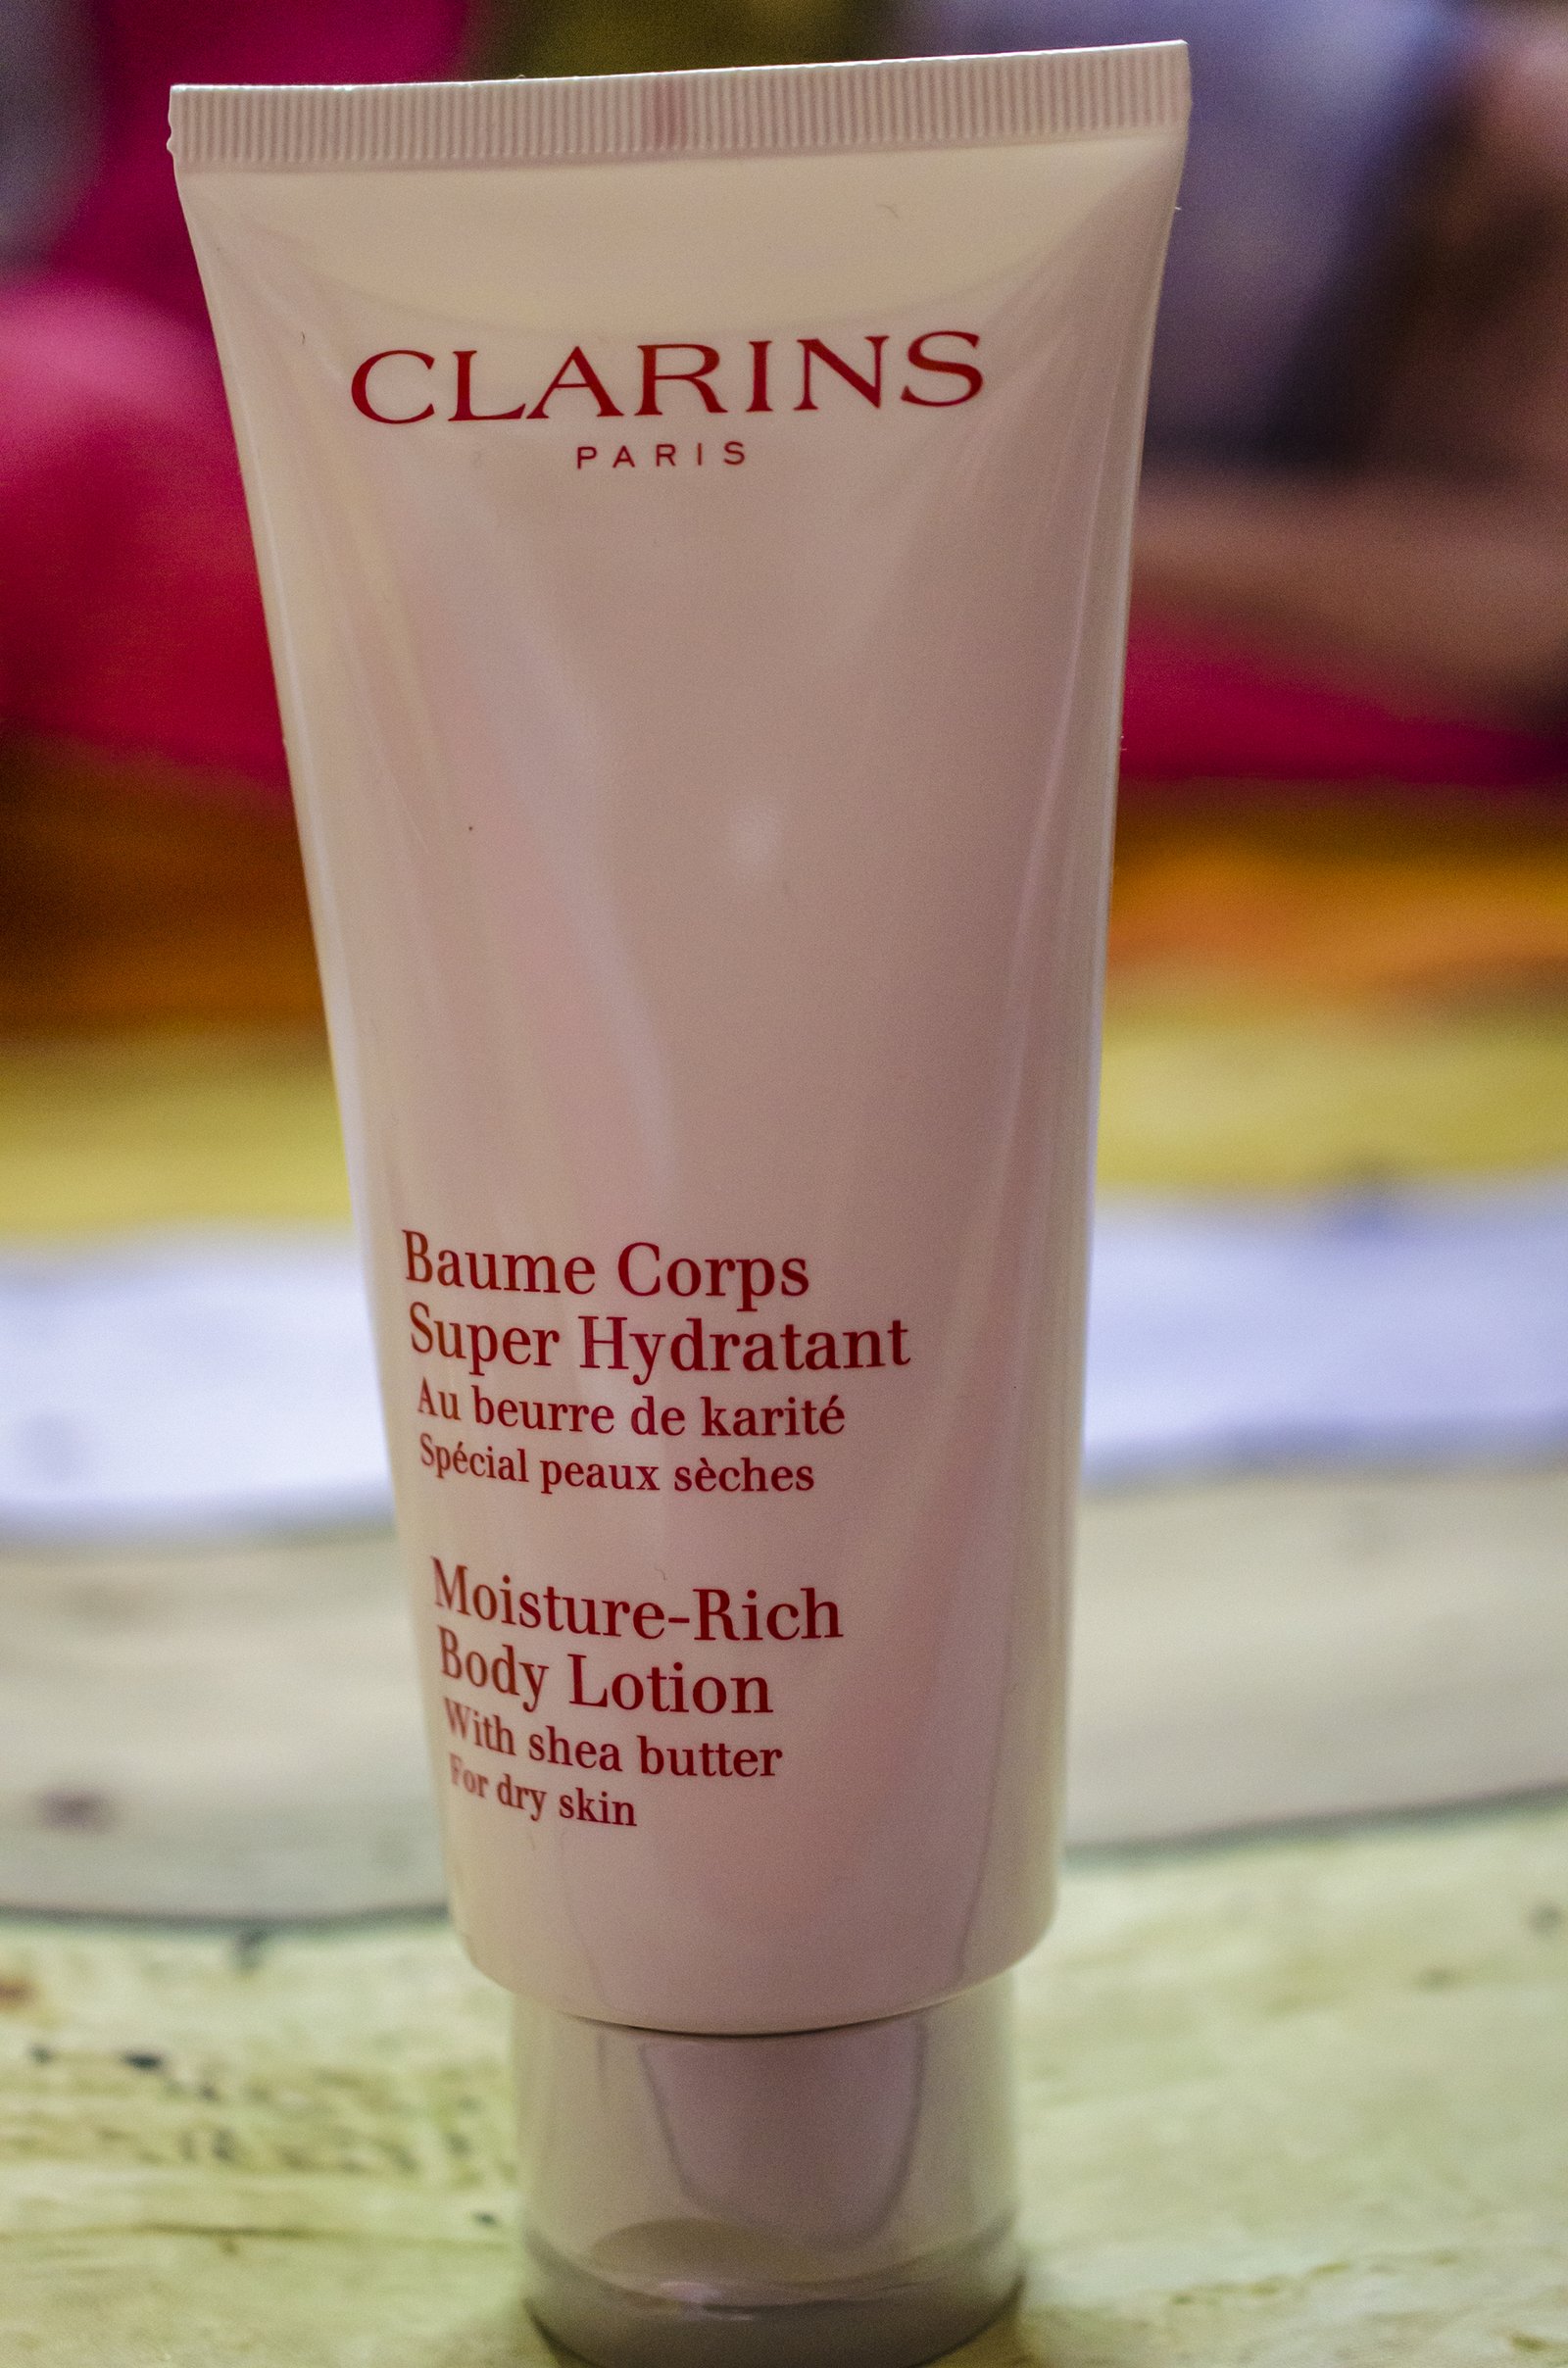 CLARINS
PARIS
Baume Corps
Super Hydratant
Au beurre de karité
Spécial peaux sèches
Moisture-Rich
Body Lotion
With shea butter
For dry skin